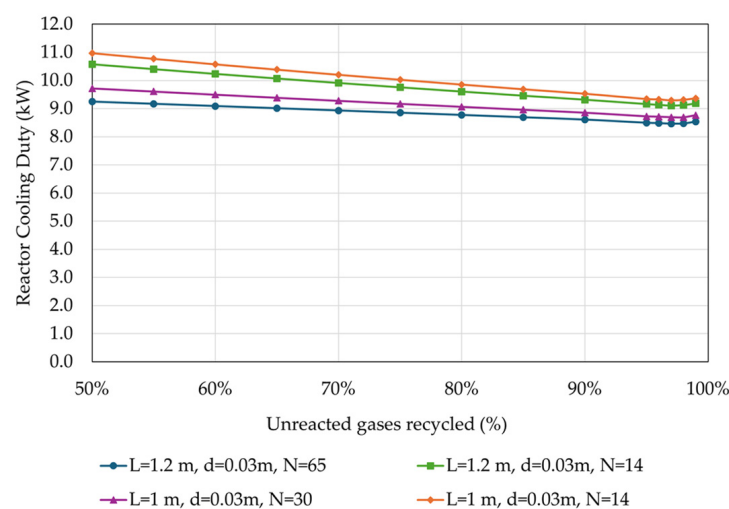 12.0
11.0
10.0
9.0
8.0
7.0
6.0
5.0
4.0
3.0
2.0
1.0
0.0
Reactor Cooling Duty (kW)
50% 60% 70% 80% 90% 100%
Unreacted gases recycled (%)
L=1.2 m, d=0.03m, N=65
L=1.2 m, d=0.03m, N=14
L=1 m, d=0.03m, N=30
L=1 m, d=0.03m, N=14